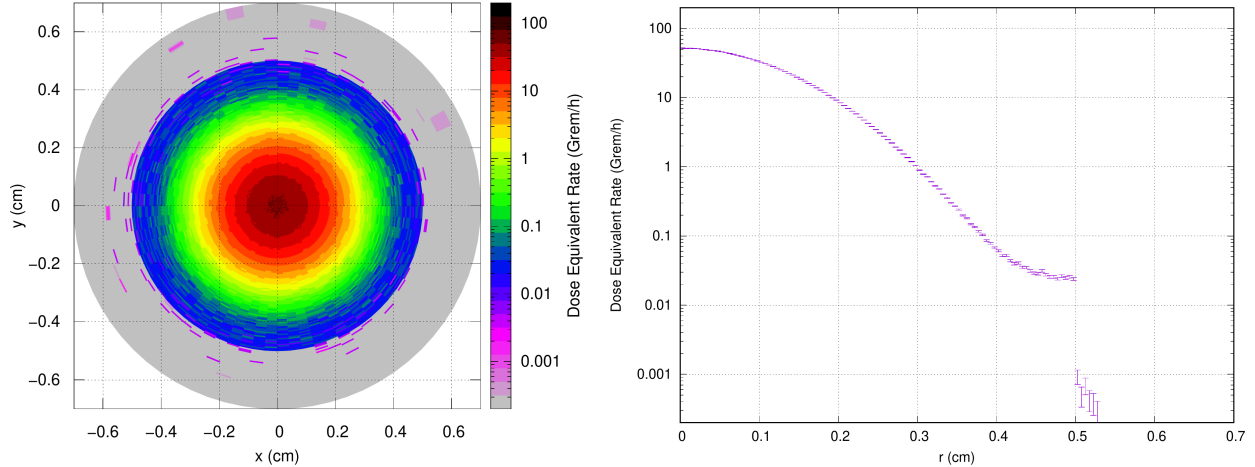 0.6
0.4
0.2
0
−0.2
−0.4
−0.6
y (cm)
−0.6 −0.4 −0.2 0 0.2 0.4 0.6
x (cm)
100
10
1
0.1
0.01
0.001
Dose Equivalent Rate (Grem/h)
100
10
1
0.1
0.01
0.001
Dose Equivalent Rate (Grem/h)
0 0.1 0.2 0.3 0.4 0.5 0.6 0.7
r (cm)